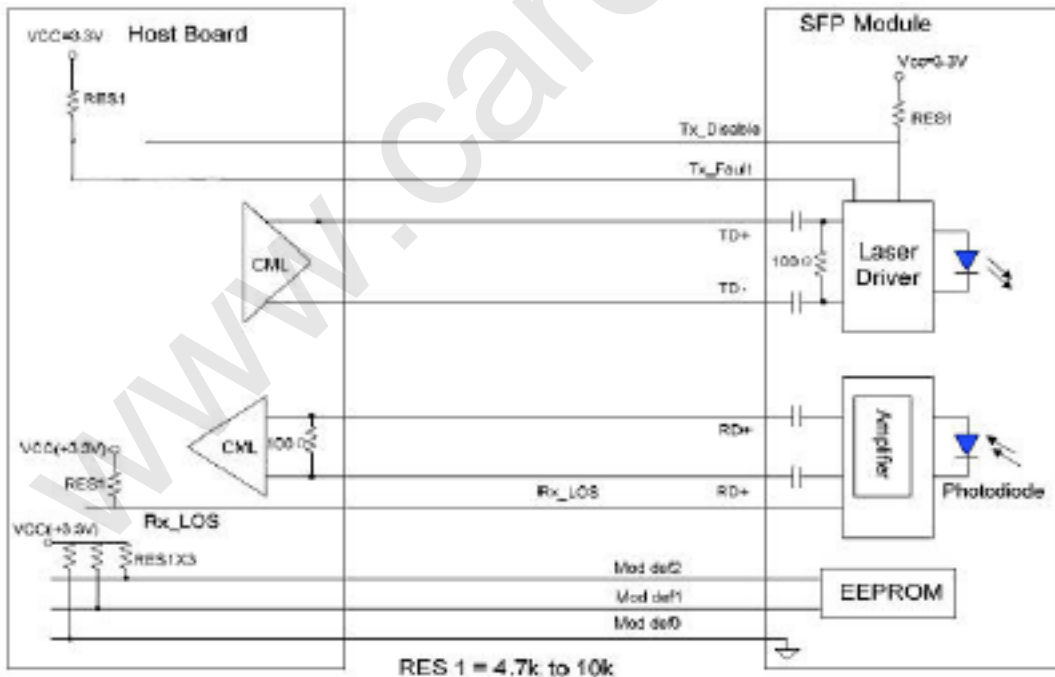 Host Board
SFP Module
VCC=3.3V
Vcc=3.3V
RES1
RES1
Tx_Disable
Tx_Fault
CML
TD+
100Ω
TD-
Laser
Driver
CML
100Ω
RD+
RD+
Amplifier
Photodiode
VCC(+3.3V)
RES1
Rx_LOS
Rx_LOS
VCC(+3.3V)
RES1X3
Mod def2
Mod def1
Mod def0
EEPROM
RES 1 = 4.7k to 10k
www.care